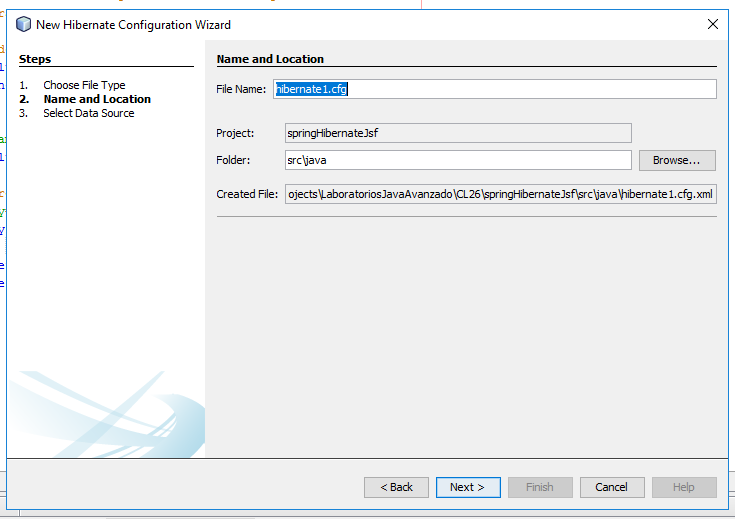 New Hibernate Configuration Wizard
Steps
1. Choose File Type
2. Name and Location
3. Select Data Source
Name and Location
File Name: hibernate1.cfg
Project: springHibernateJsf
Folder: src\java Browse...
Created File: ojects\LaboratoriosJavaAvanzado\CL26\springHibernateJsf\src\java\hibernate1.cfg.xml
< Back Next > Finish Cancel Help